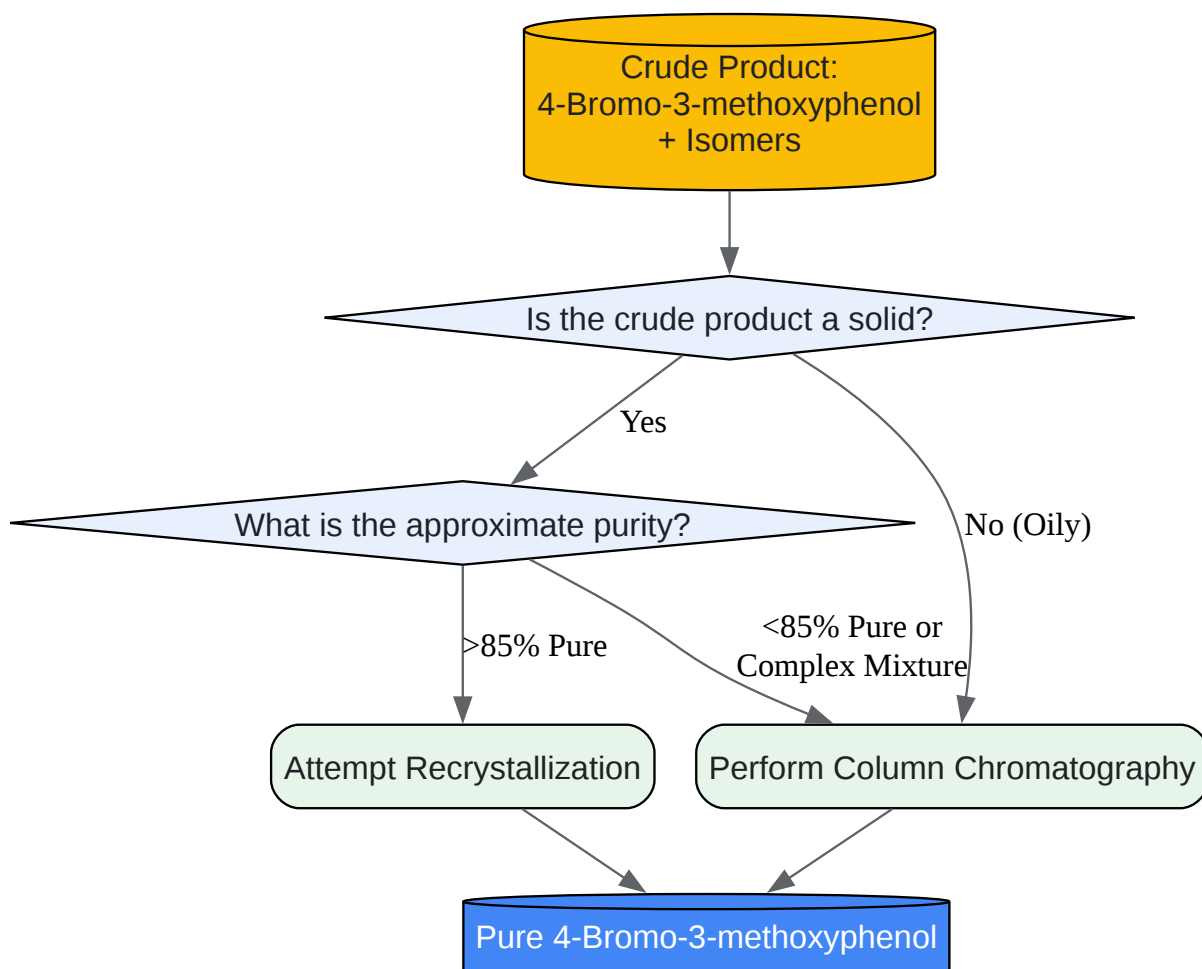 Crude Product:
4-Bromo-3-methoxyphenol
+ Isomers
Is the crude product a solid?
Yes
What is the approximate purity?
No (Oily)
>85% Pure
<85% Pure or
Complex Mixture
Attempt Recrystallization
Perform Column Chromatography
Pure 4-Bromo-3-methoxyphenol